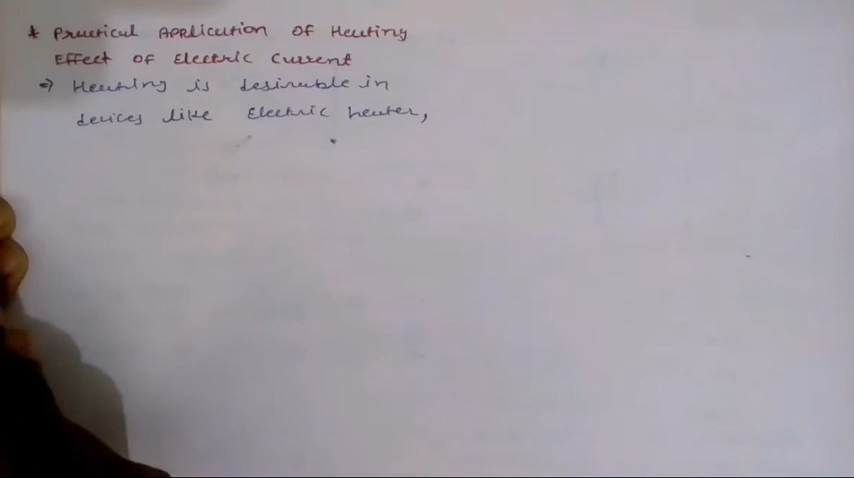 * Practical Application of Heating
Effect of Electric Current
⇒ Heating is desirable in
devices like Electric heater,